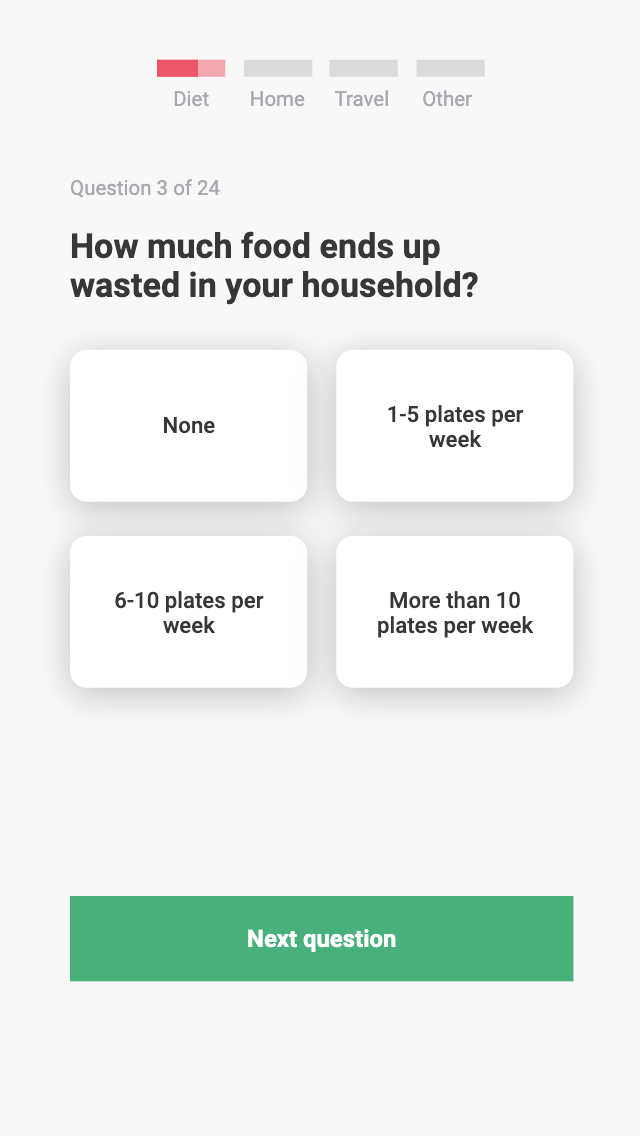 Diet Home Travel Other
Question 3 of 24
How much food ends up
wasted in your household?
None
1-5 plates per
week
6-10 plates per
week
More than 10
plates per week
Next question